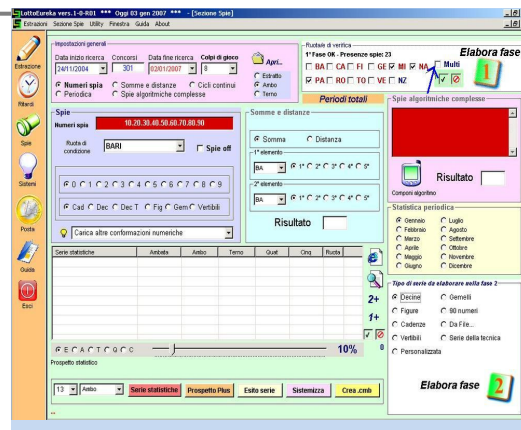 LottoEureka vers.1-0-R01 *** Oggi 03 gen 2007 *** - [Sezione Spie]
Estrazioni Sezione Spie Utility Finestra Guida About
Estrazione
Ritardi
Spie
Sistemi
Posta
Guida
Esci
Impostazioni generali
Data inizio ricerca Concorsi Data fine ricerca Colpi di gioco
24/11/2004 301 02/01/2007 8
Apri...
Estratto
Ambo
Terno
Numeri spia Somme e distanze Cicli continui
Periodica Spie algoritmiche complesse
Ruotale di verifica
1° Fase OK - Presenze spie: 23
BA CA FI GE MI NA Multi
PA RO TO VE NZ
Elabora fase
1
Periodi totali
Spie
Numeri spia 10.20.30.40.50.60.70.80.90
Ruota di condizione BARI Spie off
0 1 2 3 4 5 6 7 8 9
Cad Dec Dec T Fig Gem Vertibili
Carica altre conformazioni numeriche
Somme e distanze
Somma Distanza
1° elemento
BA 1° 2° 3° 4° 5°
2° elemento
BA 1° 2° 3° 4° 5°
Risultato
Spie algoritmiche complesse
Componi algoritmo
Risultato
Statistica periodica
Gennaio Luglio
Febbraio Agosto
Marzo Settembre
Aprile Ottobre
Maggio Novembre
Giugno Dicembre
Serie statistiche Ambata Ambo Terno Quat Cinq Ruota
2+
1+
0
E C A C T C Q C C 10%
Prospetto statistico
13 Ambo Serie statistiche Prospetto Plus Esito serie Sistemizza Crea .cmb
--
Tipo di serie da elaborare nella fase 2
Decine Gemelli
Figure 90 numeri
Cadenze Da File...
Vertibili Serie della tecnica
Personalizzata
Elabora fase
2